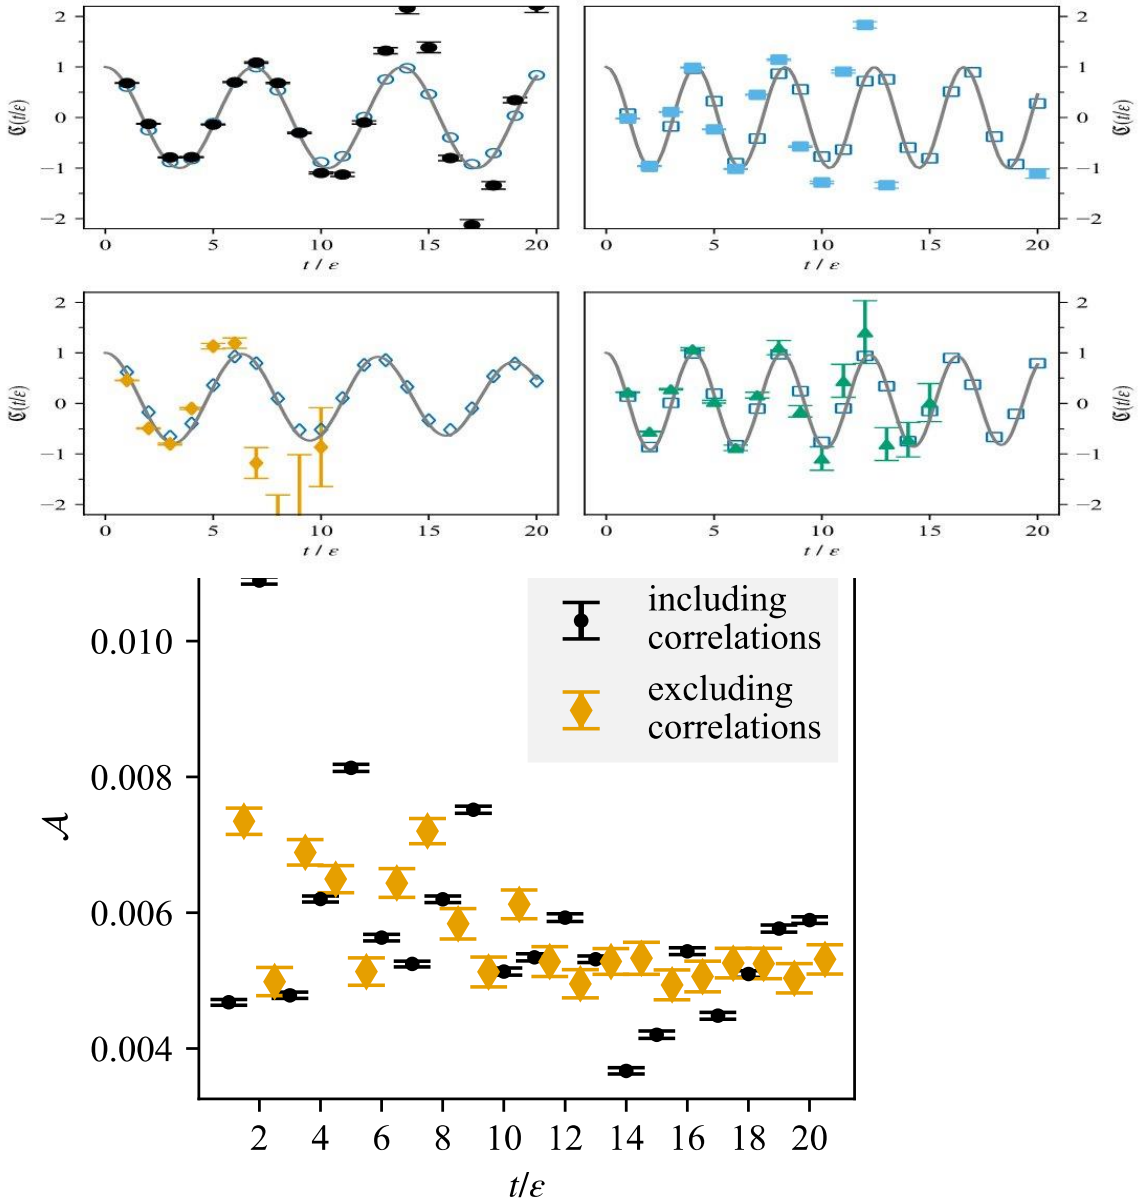 2
1
0
−1
−2
𝔊(t/ε)
0 5 10 15 20
t / ε
2
1
0
−1
−2
𝔊(t/ε)
0 5 10 15 20
t / ε
2
1
0
−1
−2
𝔊(t/ε)
0 5 10 15 20
t / ε
2
1
0
−1
−2
𝔊(t/ε)
0 5 10 15 20
t / ε
including
correlations
excluding
correlations
0.010
0.008
0.006
0.004
𝒜
2 4 6 8 10 12 14 16 18 20
t/ε